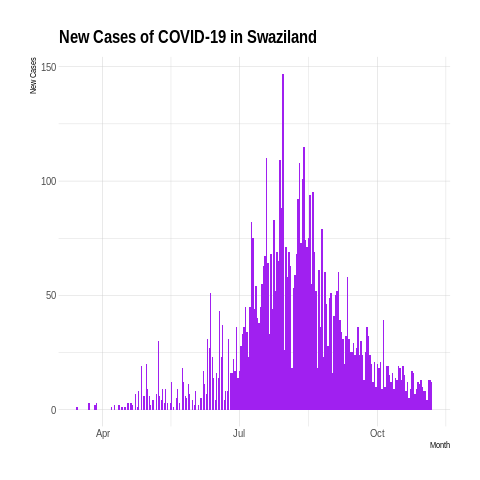 New Cases of COVID-19 in Swaziland
New Cases
150
100
50
0
Apr
Jul
Oct
Month